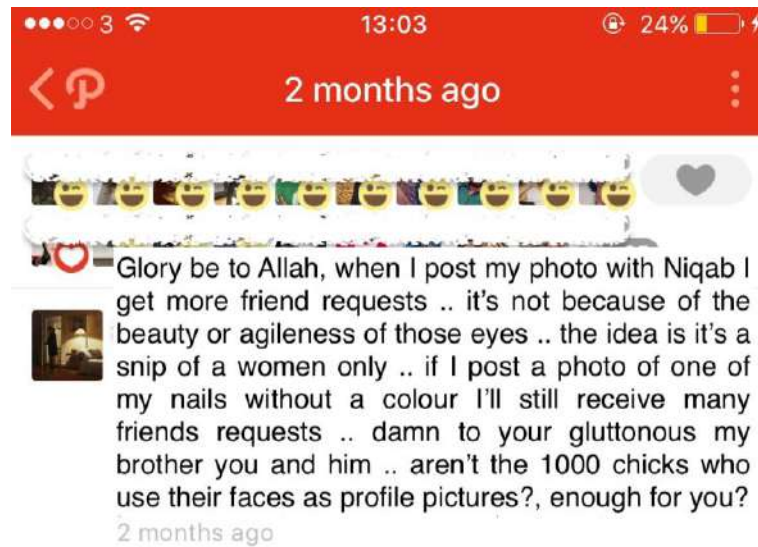 3 13:03 24%
2 months ago
Glory be to Allah, when I post my photo with Niqab I
get more friend requests .. it's not because of the
beauty or agileness of those eyes .. the idea is it's a
snip of a women only .. if I post a photo of one of
my nails without a colour I'll still receive many
friends requests .. damn to your gluttonous my
brother you and him .. aren't the 1000 chicks who
use their faces as profile pictures?, enough for you?
2 months ago